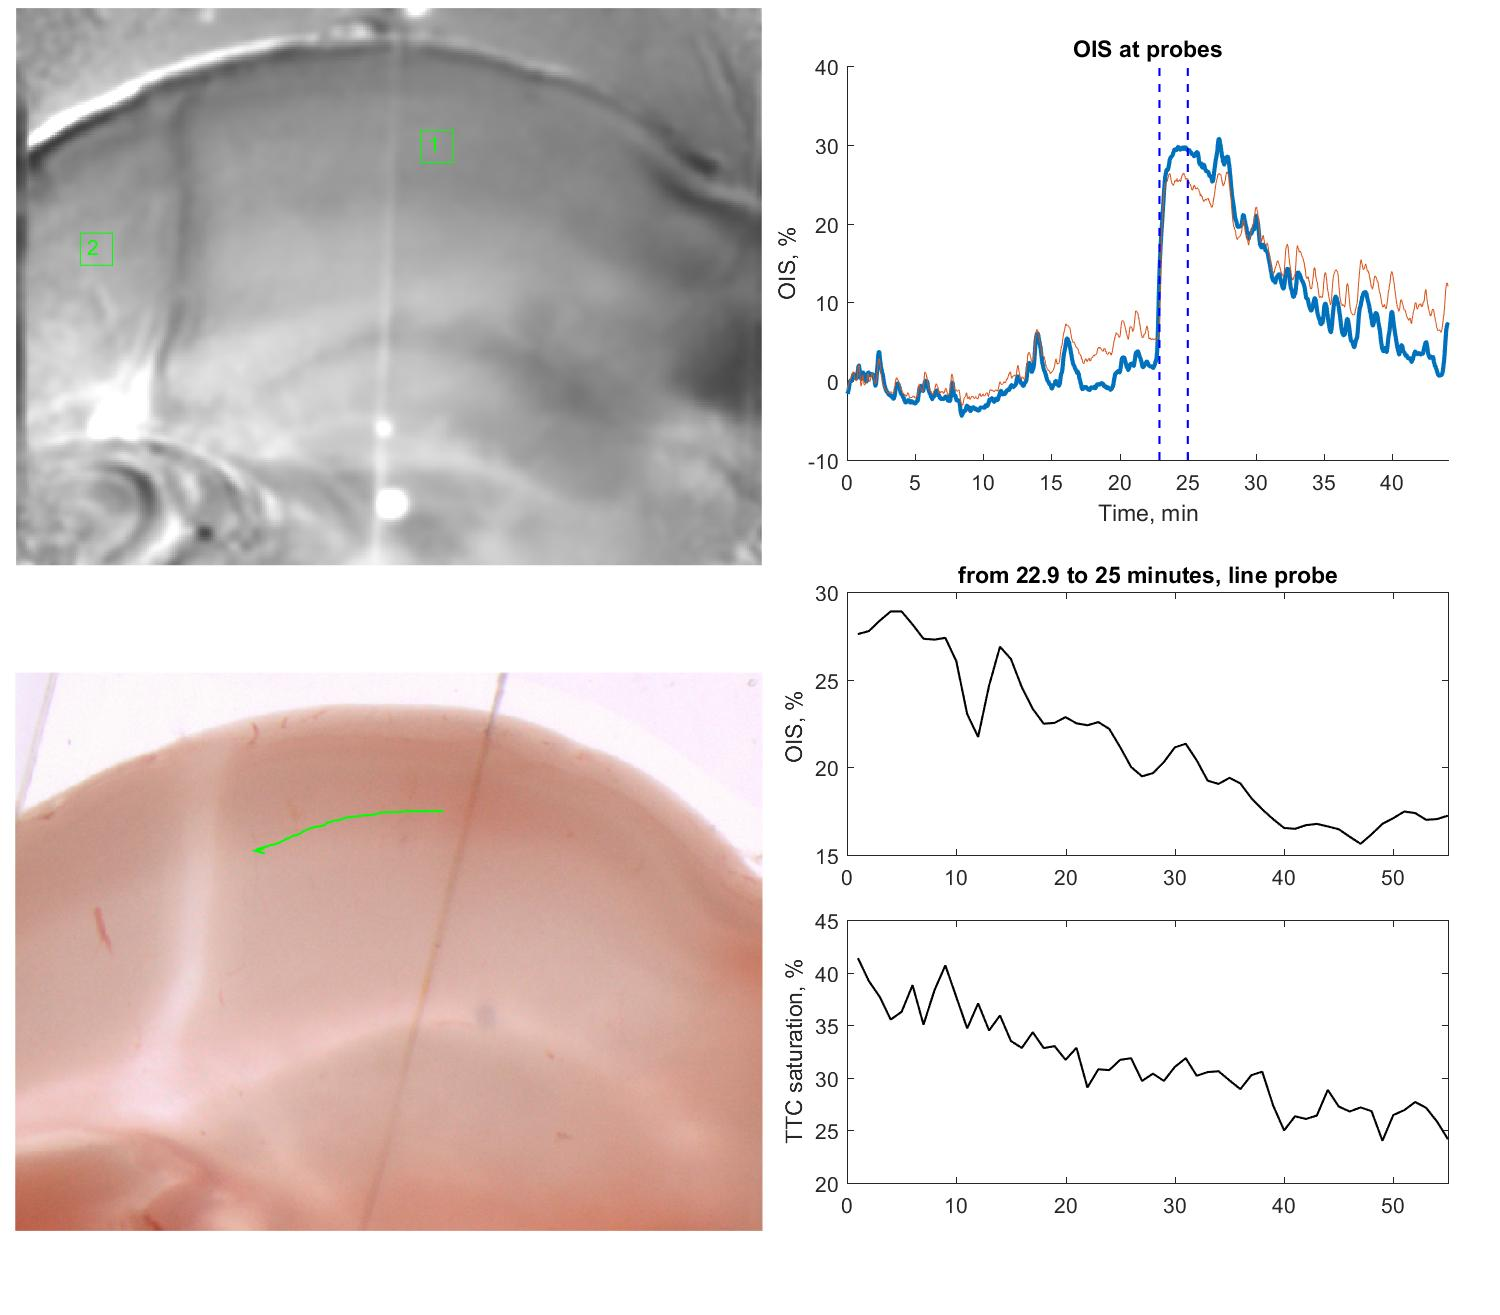 1
2
OIS at probes
OIS, %
40
30
20
10
0
-10
0 5 10 15 20 25 30 35 40
Time, min
from 22.9 to 25 minutes, line probe
OIS, %
30
25
20
15
0 10 20 30 40 50
TTC saturation, %
45
40
35
30
25
20
0 10 20 30 40 50